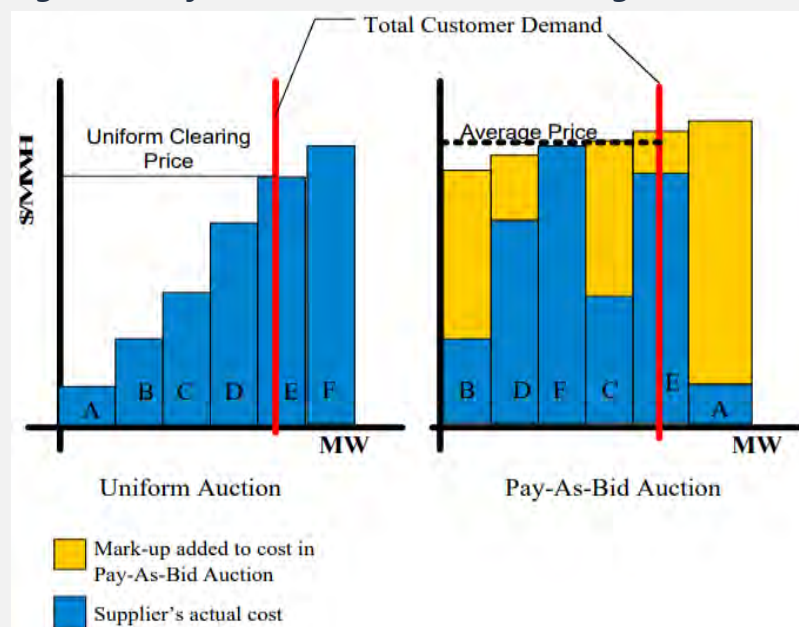 Total Customer Demand
Uniform Clearing
Price
$/MWH
A
B
C
D
E
F
MW
Uniform Auction
Average Price
B
D
F
C
E
A
MW
Pay-As-Bid Auction
Mark-up added to cost in
Pay-As-Bid Auction
Supplier's actual cost